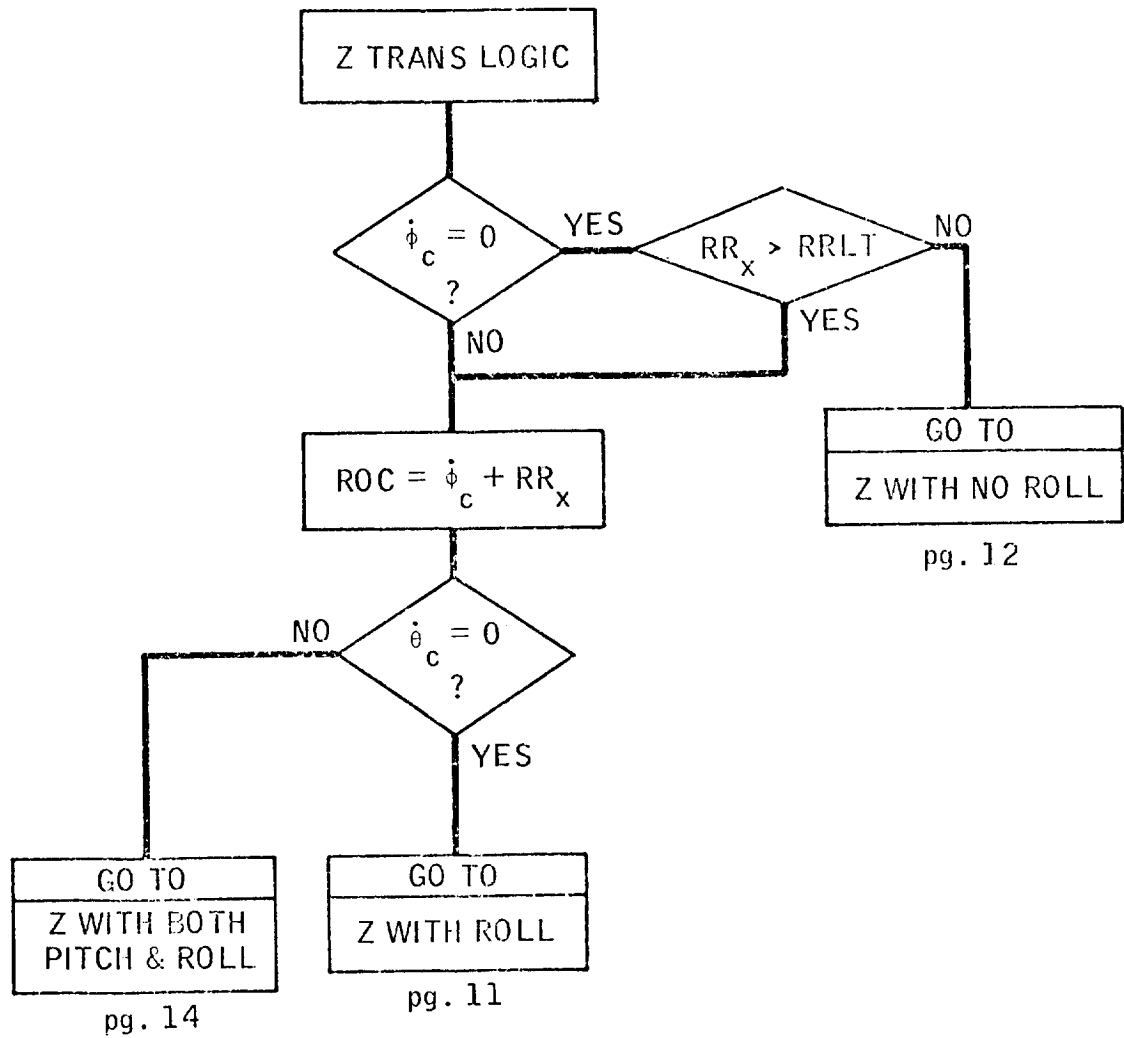 Z TRANS LOGIC
φ̇c = 0
?
YES
NO
RRx > RRLT
NO
YES
ROC = φ̇c + RRx
GO TO
Z WITH NO ROLL
pg. 12
θ̇c = 0
?
NO
YES
GO TO
Z WITH BOTH
PITCH & ROLL
pg. 14
GO TO
Z WITH ROLL
pg. 11